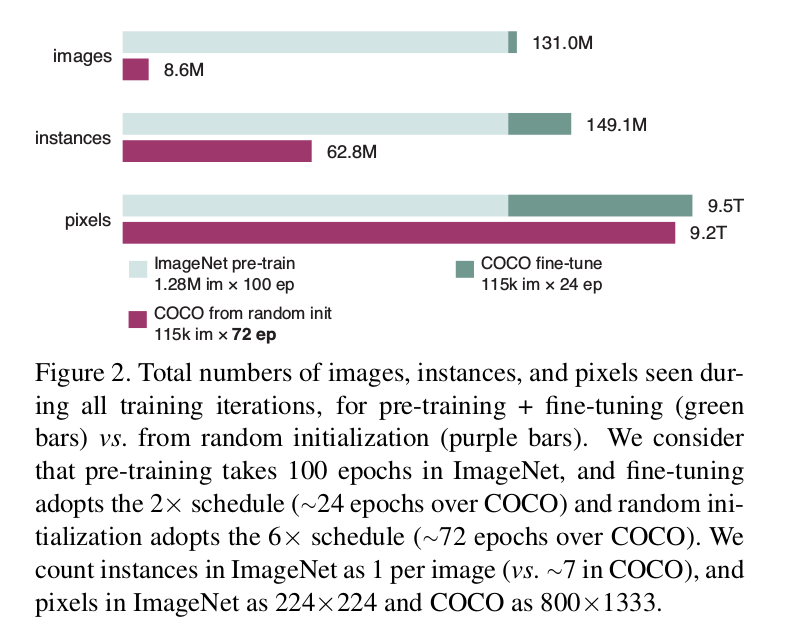 images
131.0M
8.6M
instances
149.1M
62.8M
pixels
9.5T
9.2T
ImageNet pre-train
1.28M im × 100 ep
COCO fine-tune
115k im × 24 ep
COCO from random init
115k im × 72 ep
Figure 2. Total numbers of images, instances, and pixels seen dur-
ing all training iterations, for pre-training + fine-tuning (green
bars) vs. from random initialization (purple bars). We consider
that pre-training takes 100 epochs in ImageNet, and fine-tuning
adopts the 2× schedule (~24 epochs over COCO) and random ini-
tialization adopts the 6× schedule (~72 epochs over COCO). We
count instances in ImageNet as 1 per image (vs. ~7 in COCO), and
pixels in ImageNet as 224×224 and COCO as 800×1333.